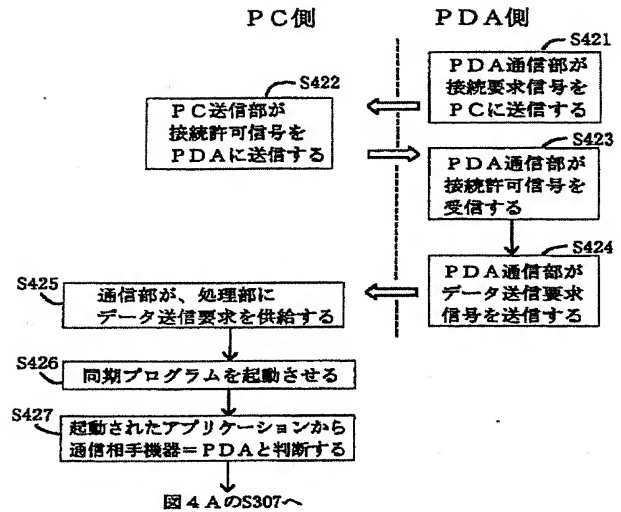 PC側
PDA側
S421
PDA通信部が
接続要求信号を
PCに送信する
S422
PC送信部が
接続許可信号を
PDAに送信する
S423
PDA通信部が
接続許可信号を
受信する
S424
PDA通信部が
データ送信要求
信号を送信する
S425
通信部が、処理部に
データ送信要求を供給する
S426
同期プログラムを起動させる
S427
起動されたアプリケーションから
通信相手機器＝PDAと判断する
図4AのS307へ